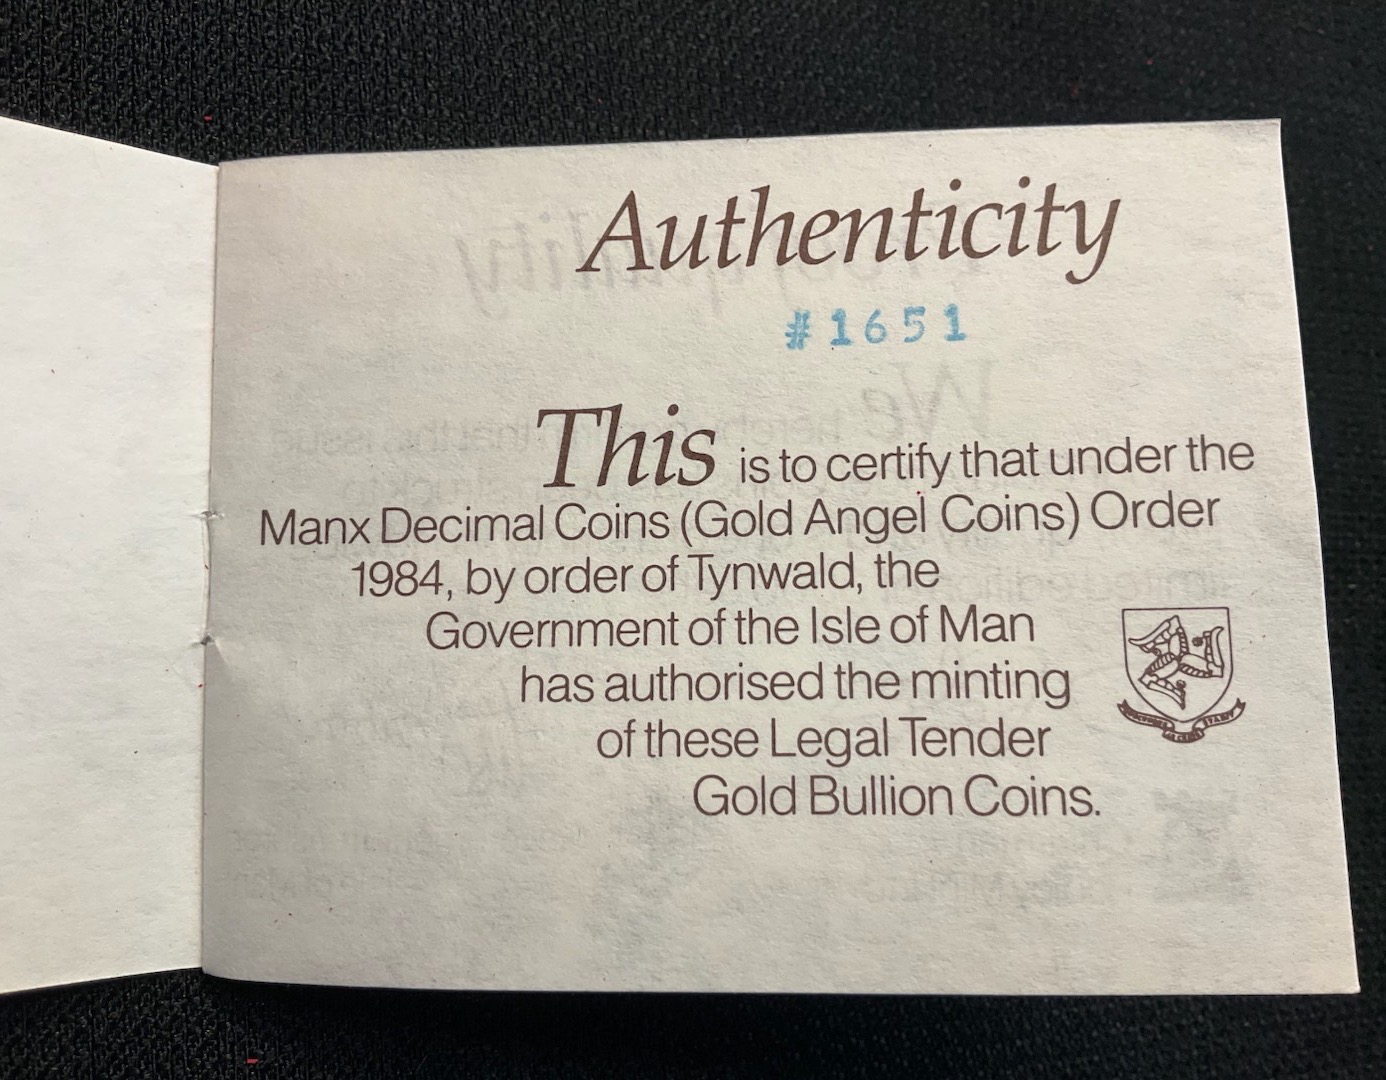 Authenticity
#1651
This is to certify that under the
Manx Decimal Coins (Gold Angel Coins) Order
1984, by order of Tynwald, the
Government of the Isle of Man
has authorised the minting
of these Legal Tender
Gold Bullion Coins.